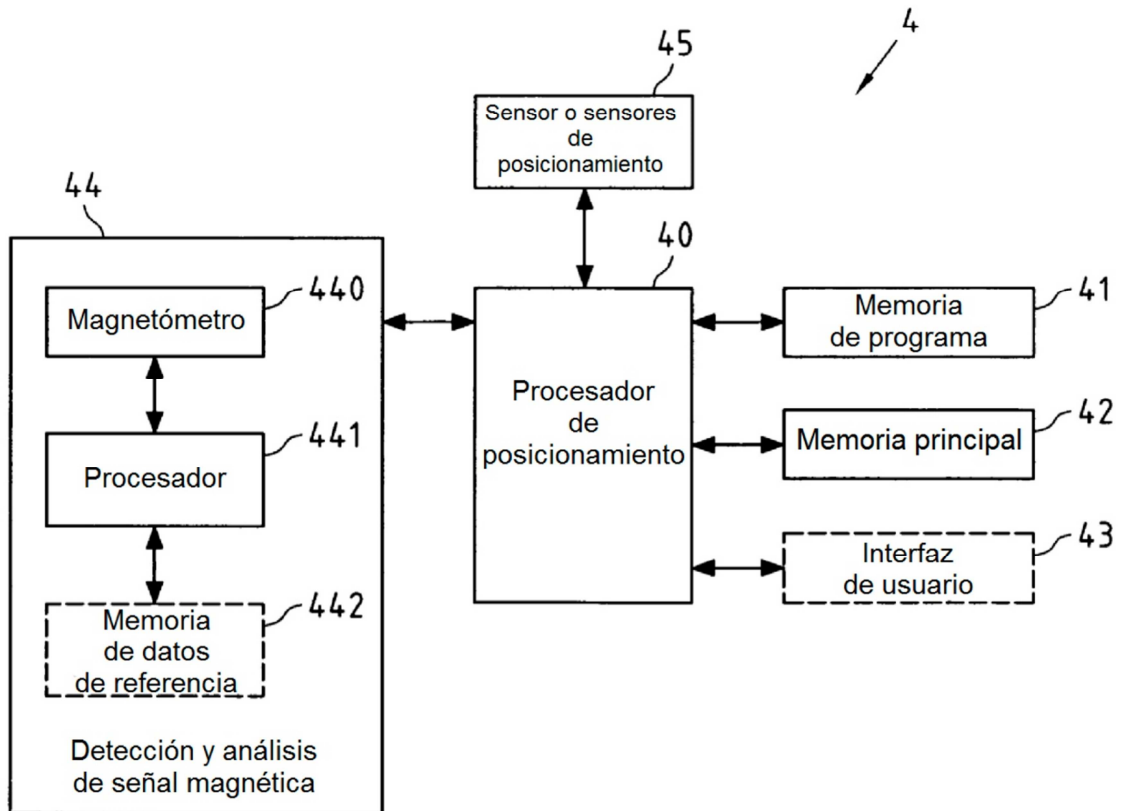 4
45
Sensor o sensores
de
posicionamiento
44
40
440
Magnetómetro
41
Memoria
de programa
Procesador
de
posicionamiento
42
Memoria principal
441
Procesador
43
Interfaz
de usuario
442
Memoria
de datos
de referencia
Detección y análisis
de señal magnética